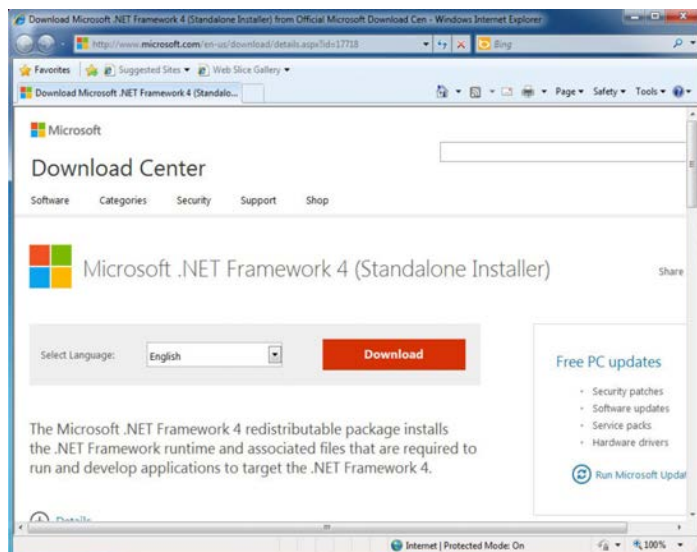 Download Microsoft .NET Framework 4 (Standalone Installer) from Official Microsoft Download Cen - Windows Internet Explorer
http://www.microsoft.com/en-us/download/details.aspx?id=17718
Bing
Favorites Suggested Sites Web Slice Gallery
Download Microsoft .NET Framework 4 (Standalo...
Page Safety Tools
Microsoft
Download Center
Software Categories Security Support Shop
Microsoft .NET Framework 4 (Standalone Installer)
Share
Select Language: English Download
Free PC updates
Security patches
Software updates
Service packs
Hardware drivers
Run Microsoft Updat
The Microsoft .NET Framework 4 redistributable package installs
the .NET Framework runtime and associated files that are required to
run and develop applications to target the .NET Framework 4.
Details
Internet | Protected Mode: On
100%